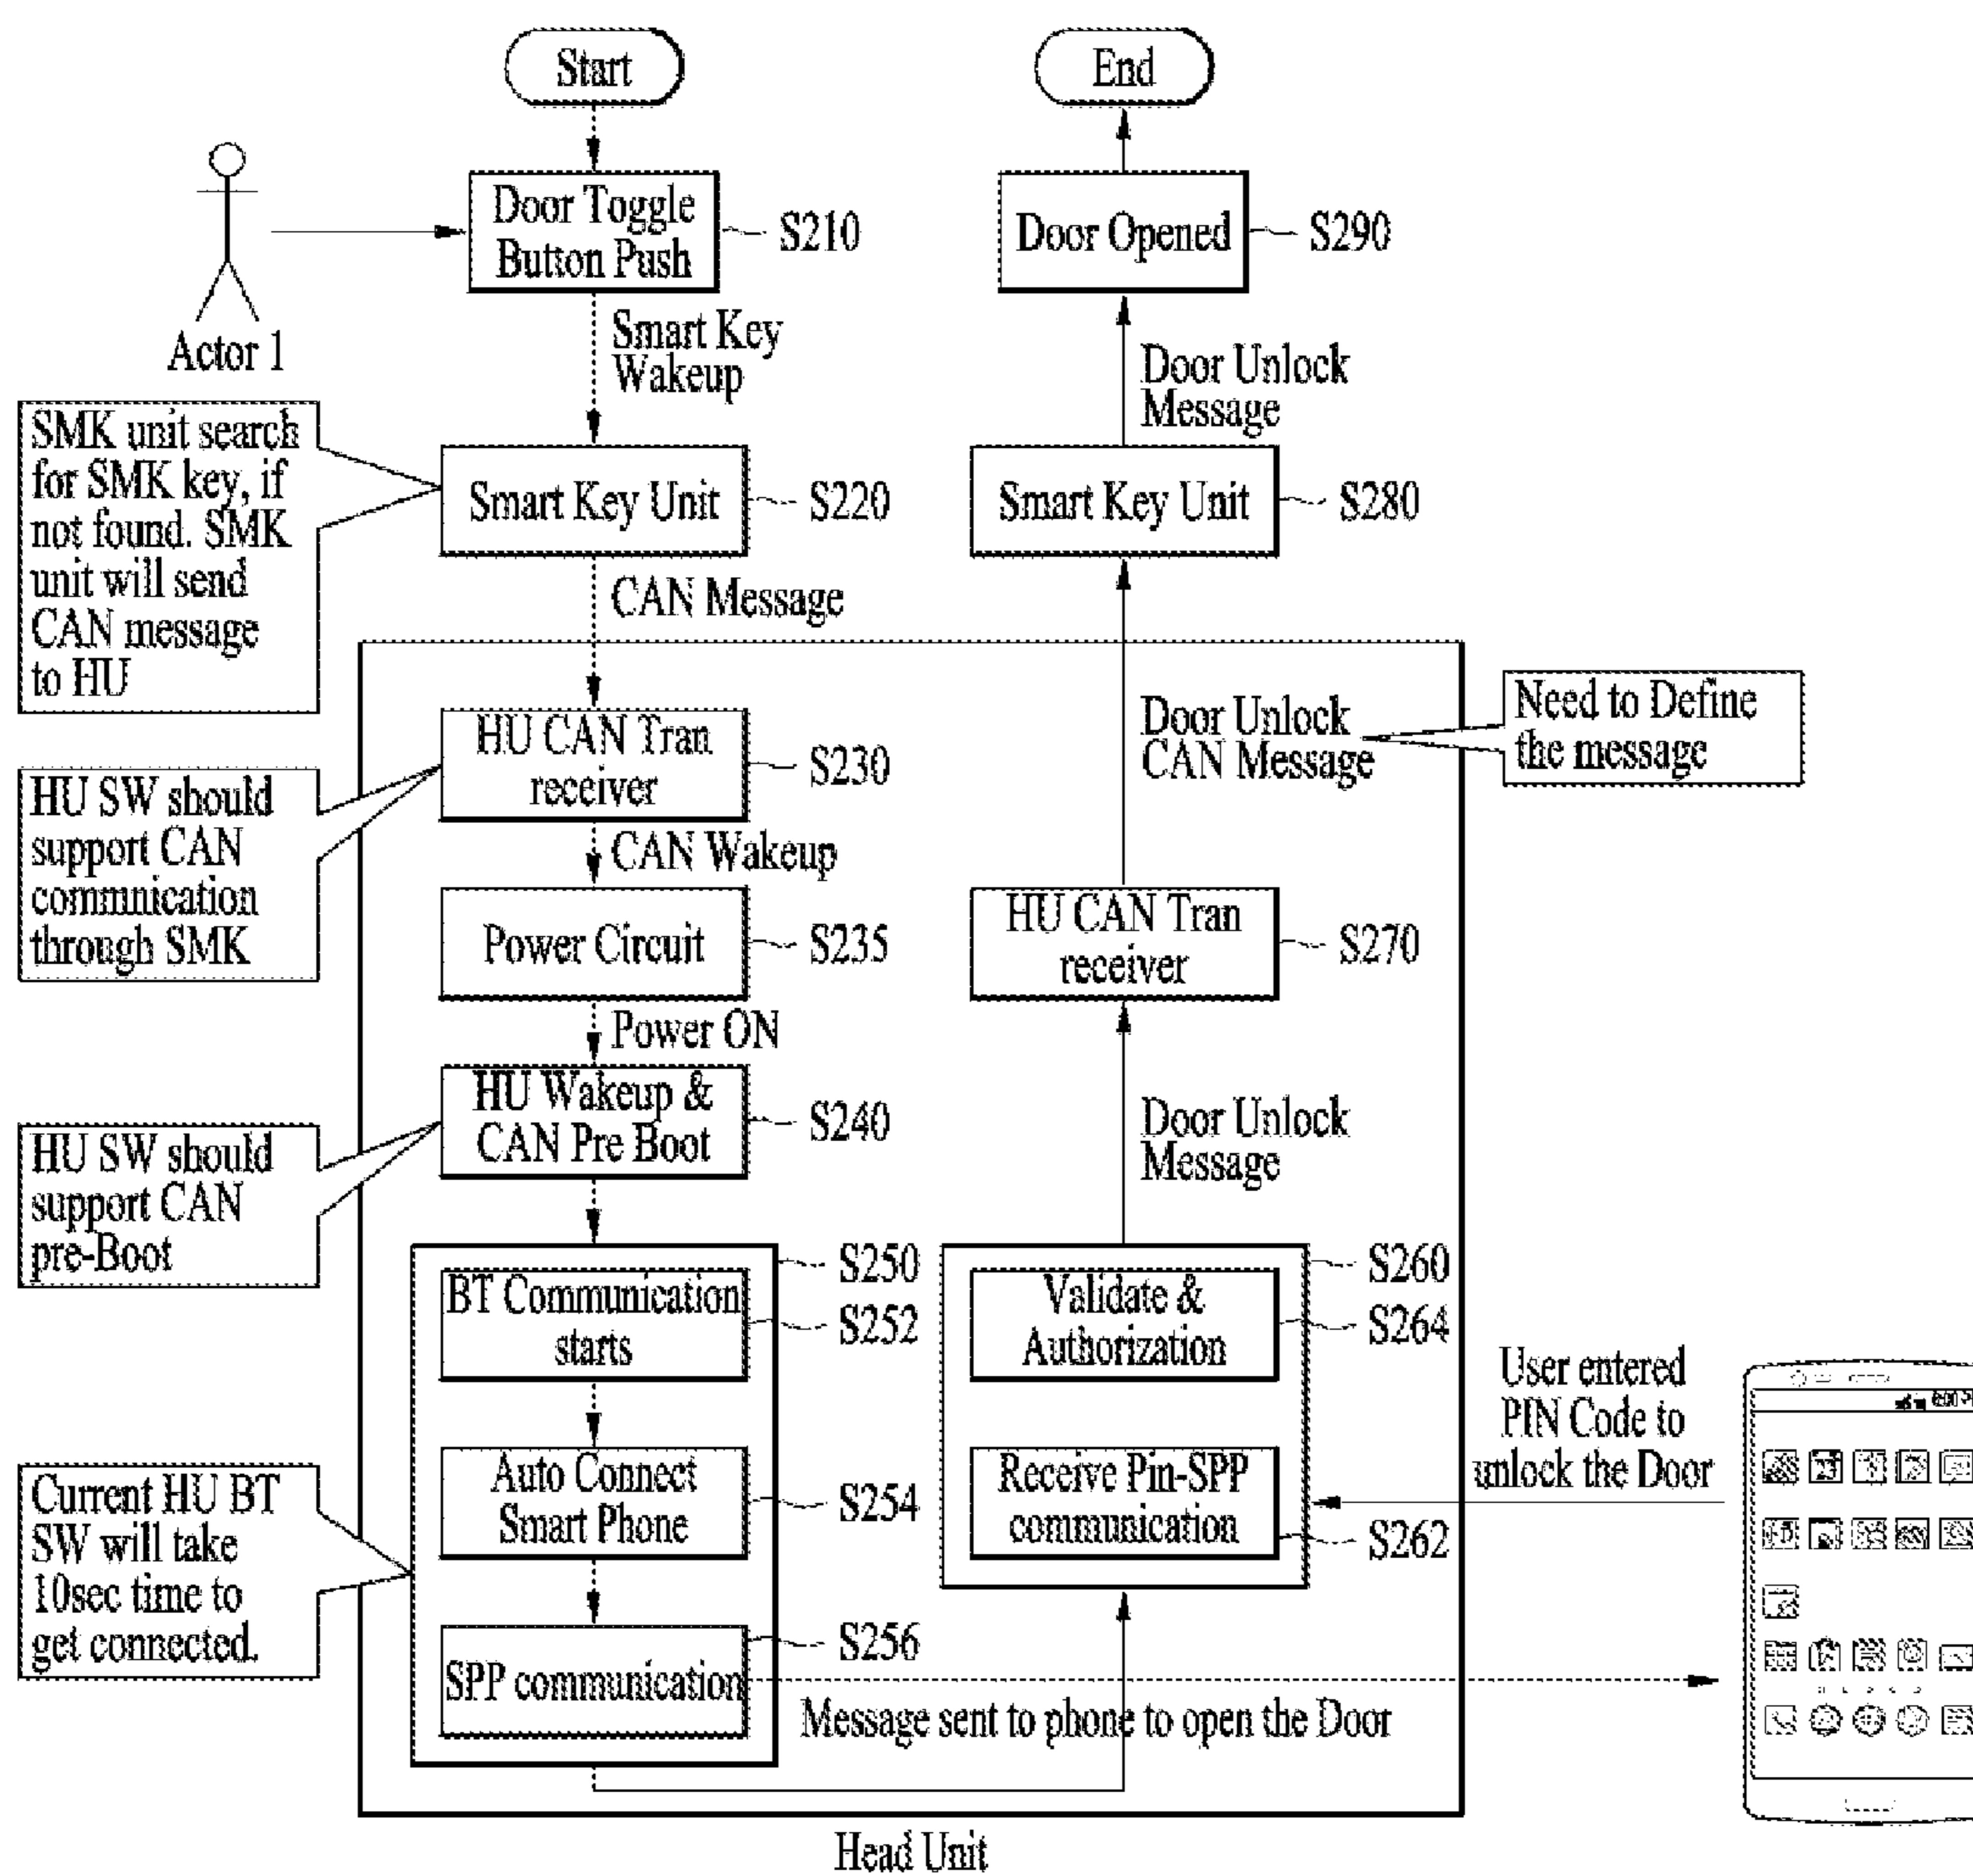 Start
End
Door Toggle
Button Push
S210
Door Opened
S290
Actor 1
Smart Key
Wakeup
Door Unlock
Message
SMK unit search
for SMK key, if
not found. SMK
unit will send
CAN message
to HU
Smart Key Unit
S220
Smart Key Unit
S280
CAN Message
HU CAN Tran
receiver
S230
Door Unlock
CAN Message
Need to Define
the message
HU SW should
support CAN
commnication
through SMK
CAN Wakeup
Power Circuit
S235
HU CAN Tran
receiver
S270
Power ON
HU Wakeup &
CAN Pre Boot
S240
Door Unlock
Message
HU SW should
support CAN
pre-Boot
S250
BT Communication
starts
S252
S260
Validate &
Authorization
S264
User entered
PIN Code to
unlock the Door
Auto Connect
Smart Phone
S254
Receive Pin-SPP
communication
S262
Current HU BT
SW will take
10sec time to
get connected.
SPP communication
S256
Message sent to phone to open the Door
Head Unit